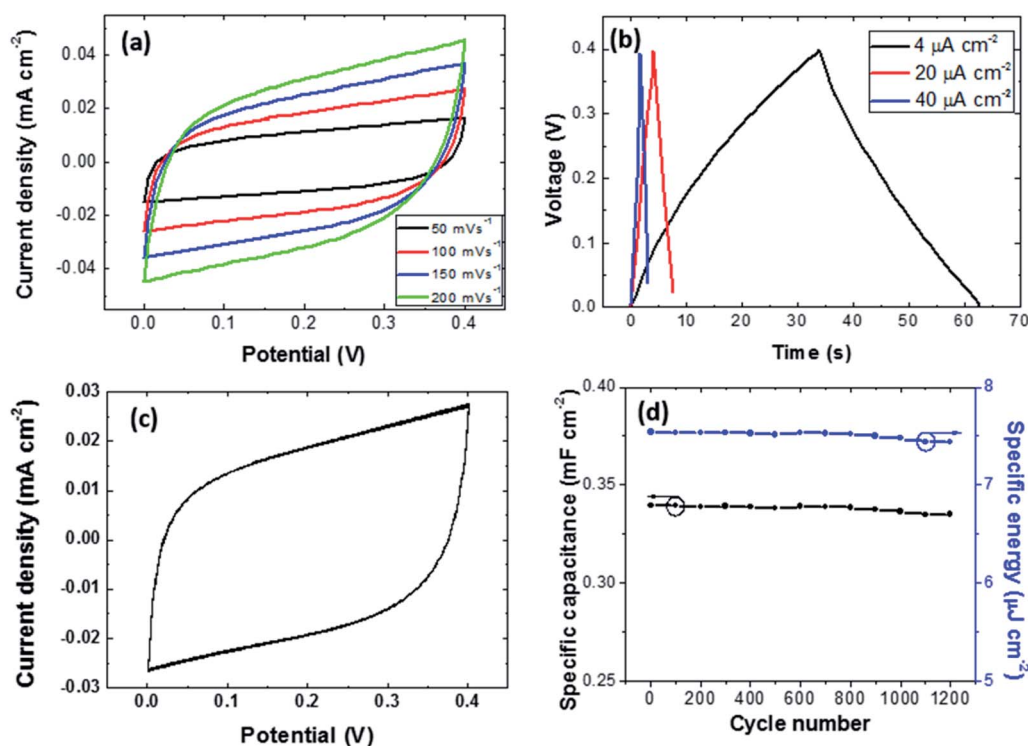 (a)
Current density (mA cm⁻²)
0.04
0.02
0.00
-0.02
-0.04
50 mVs⁻¹
100 mVs⁻¹
150 mVs⁻¹
200 mVs⁻¹
0.0 0.1 0.2 0.3 0.4
Potential (V)
(b)
Voltage (V)
0.4
0.3
0.2
0.1
0.0
4 µA cm⁻²
20 µA cm⁻²
40 µA cm⁻²
0 10 20 30 40 50 60 70
Time (s)
(c)
Current density (mA cm⁻²)
0.03
0.02
0.01
0.00
-0.01
-0.02
-0.03
0.0 0.1 0.2 0.3 0.4
Potential (V)
(d)
Specific capacitance (mF cm⁻²)
0.40
0.35
0.30
0.25
0 200 400 600 800 1000 1200
Cycle number
8
7
6
5
Specific energy (µJ cm⁻²)